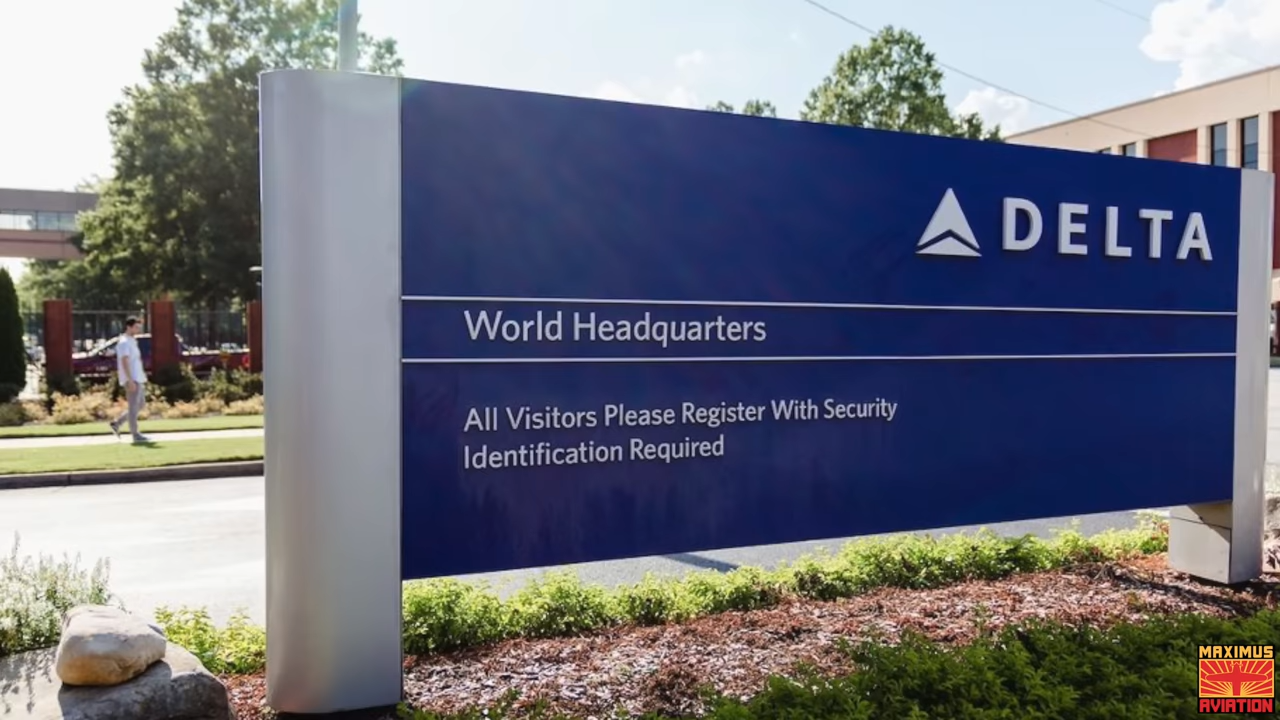 DELTA
World Headquarters
All Visitors Please Register With Security
Identification Required
MAXIMUS
AVIATION